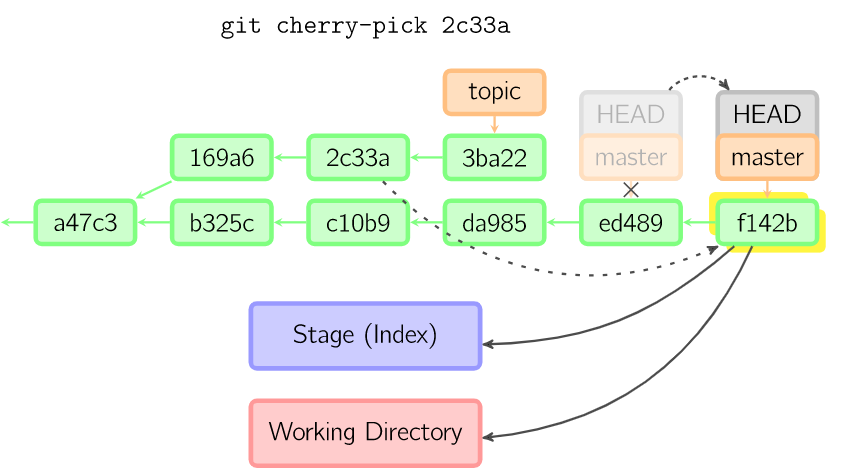 git cherry-pick 2c33a
topic
HEAD
HEAD
master
master
169a6
2c33a
3ba22
a47c3
b325c
c10b9
da985
ed489
f142b
Stage (Index)
Working Directory